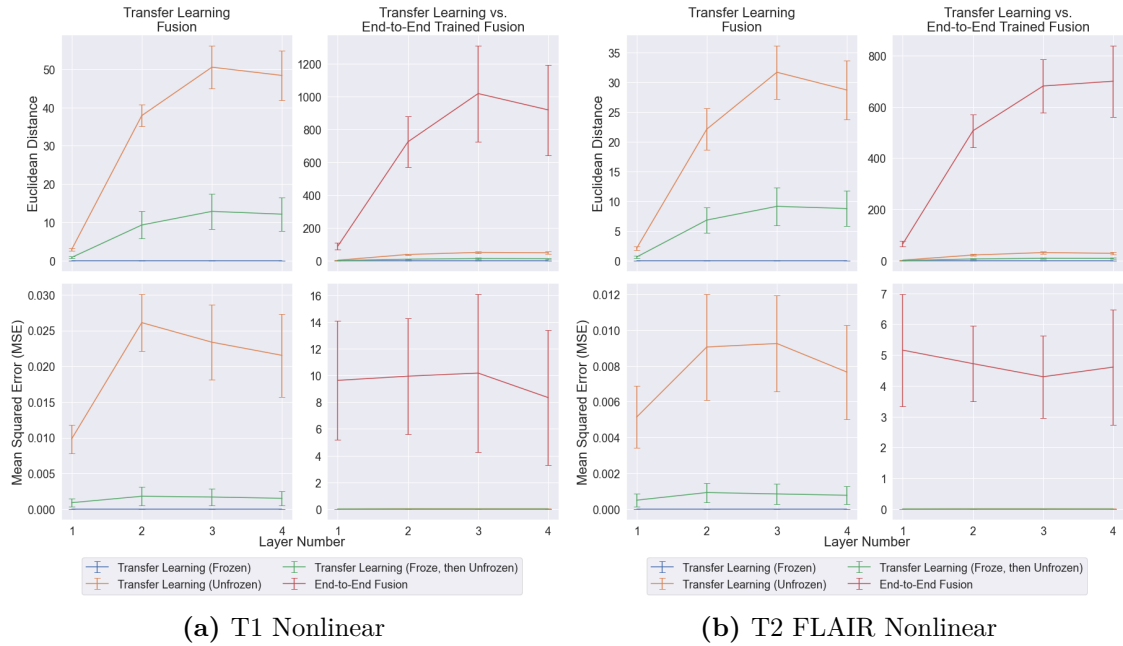 Transfer Learning
Fusion
Transfer Learning vs.
End-to-End Trained Fusion
Euclidean Distance
50
40
30
20
10
0
1200
1000
800
600
400
200
0
Mean Squared Error (MSE)
0.030
0.025
0.020
0.015
0.010
0.005
0.000
1 2 3 4
16
14
12
10
8
6
4
2
0
1 2 3 4
Layer Number
Transfer Learning (Frozen)
Transfer Learning (Unfrozen)
Transfer Learning (Froze, then Unfrozen)
End-to-End Fusion
(a) T1 Nonlinear
Transfer Learning
Fusion
Transfer Learning vs.
End-to-End Trained Fusion
Euclidean Distance
35
30
25
20
15
10
5
0
800
600
400
200
0
Mean Squared Error (MSE)
0.012
0.010
0.008
0.006
0.004
0.002
0.000
1 2 3 4
7
6
5
4
3
2
1
0
1 2 3 4
Layer Number
Transfer Learning (Frozen)
Transfer Learning (Unfrozen)
Transfer Learning (Froze, then Unfrozen)
End-to-End Fusion
(b) T2 FLAIR Nonlinear